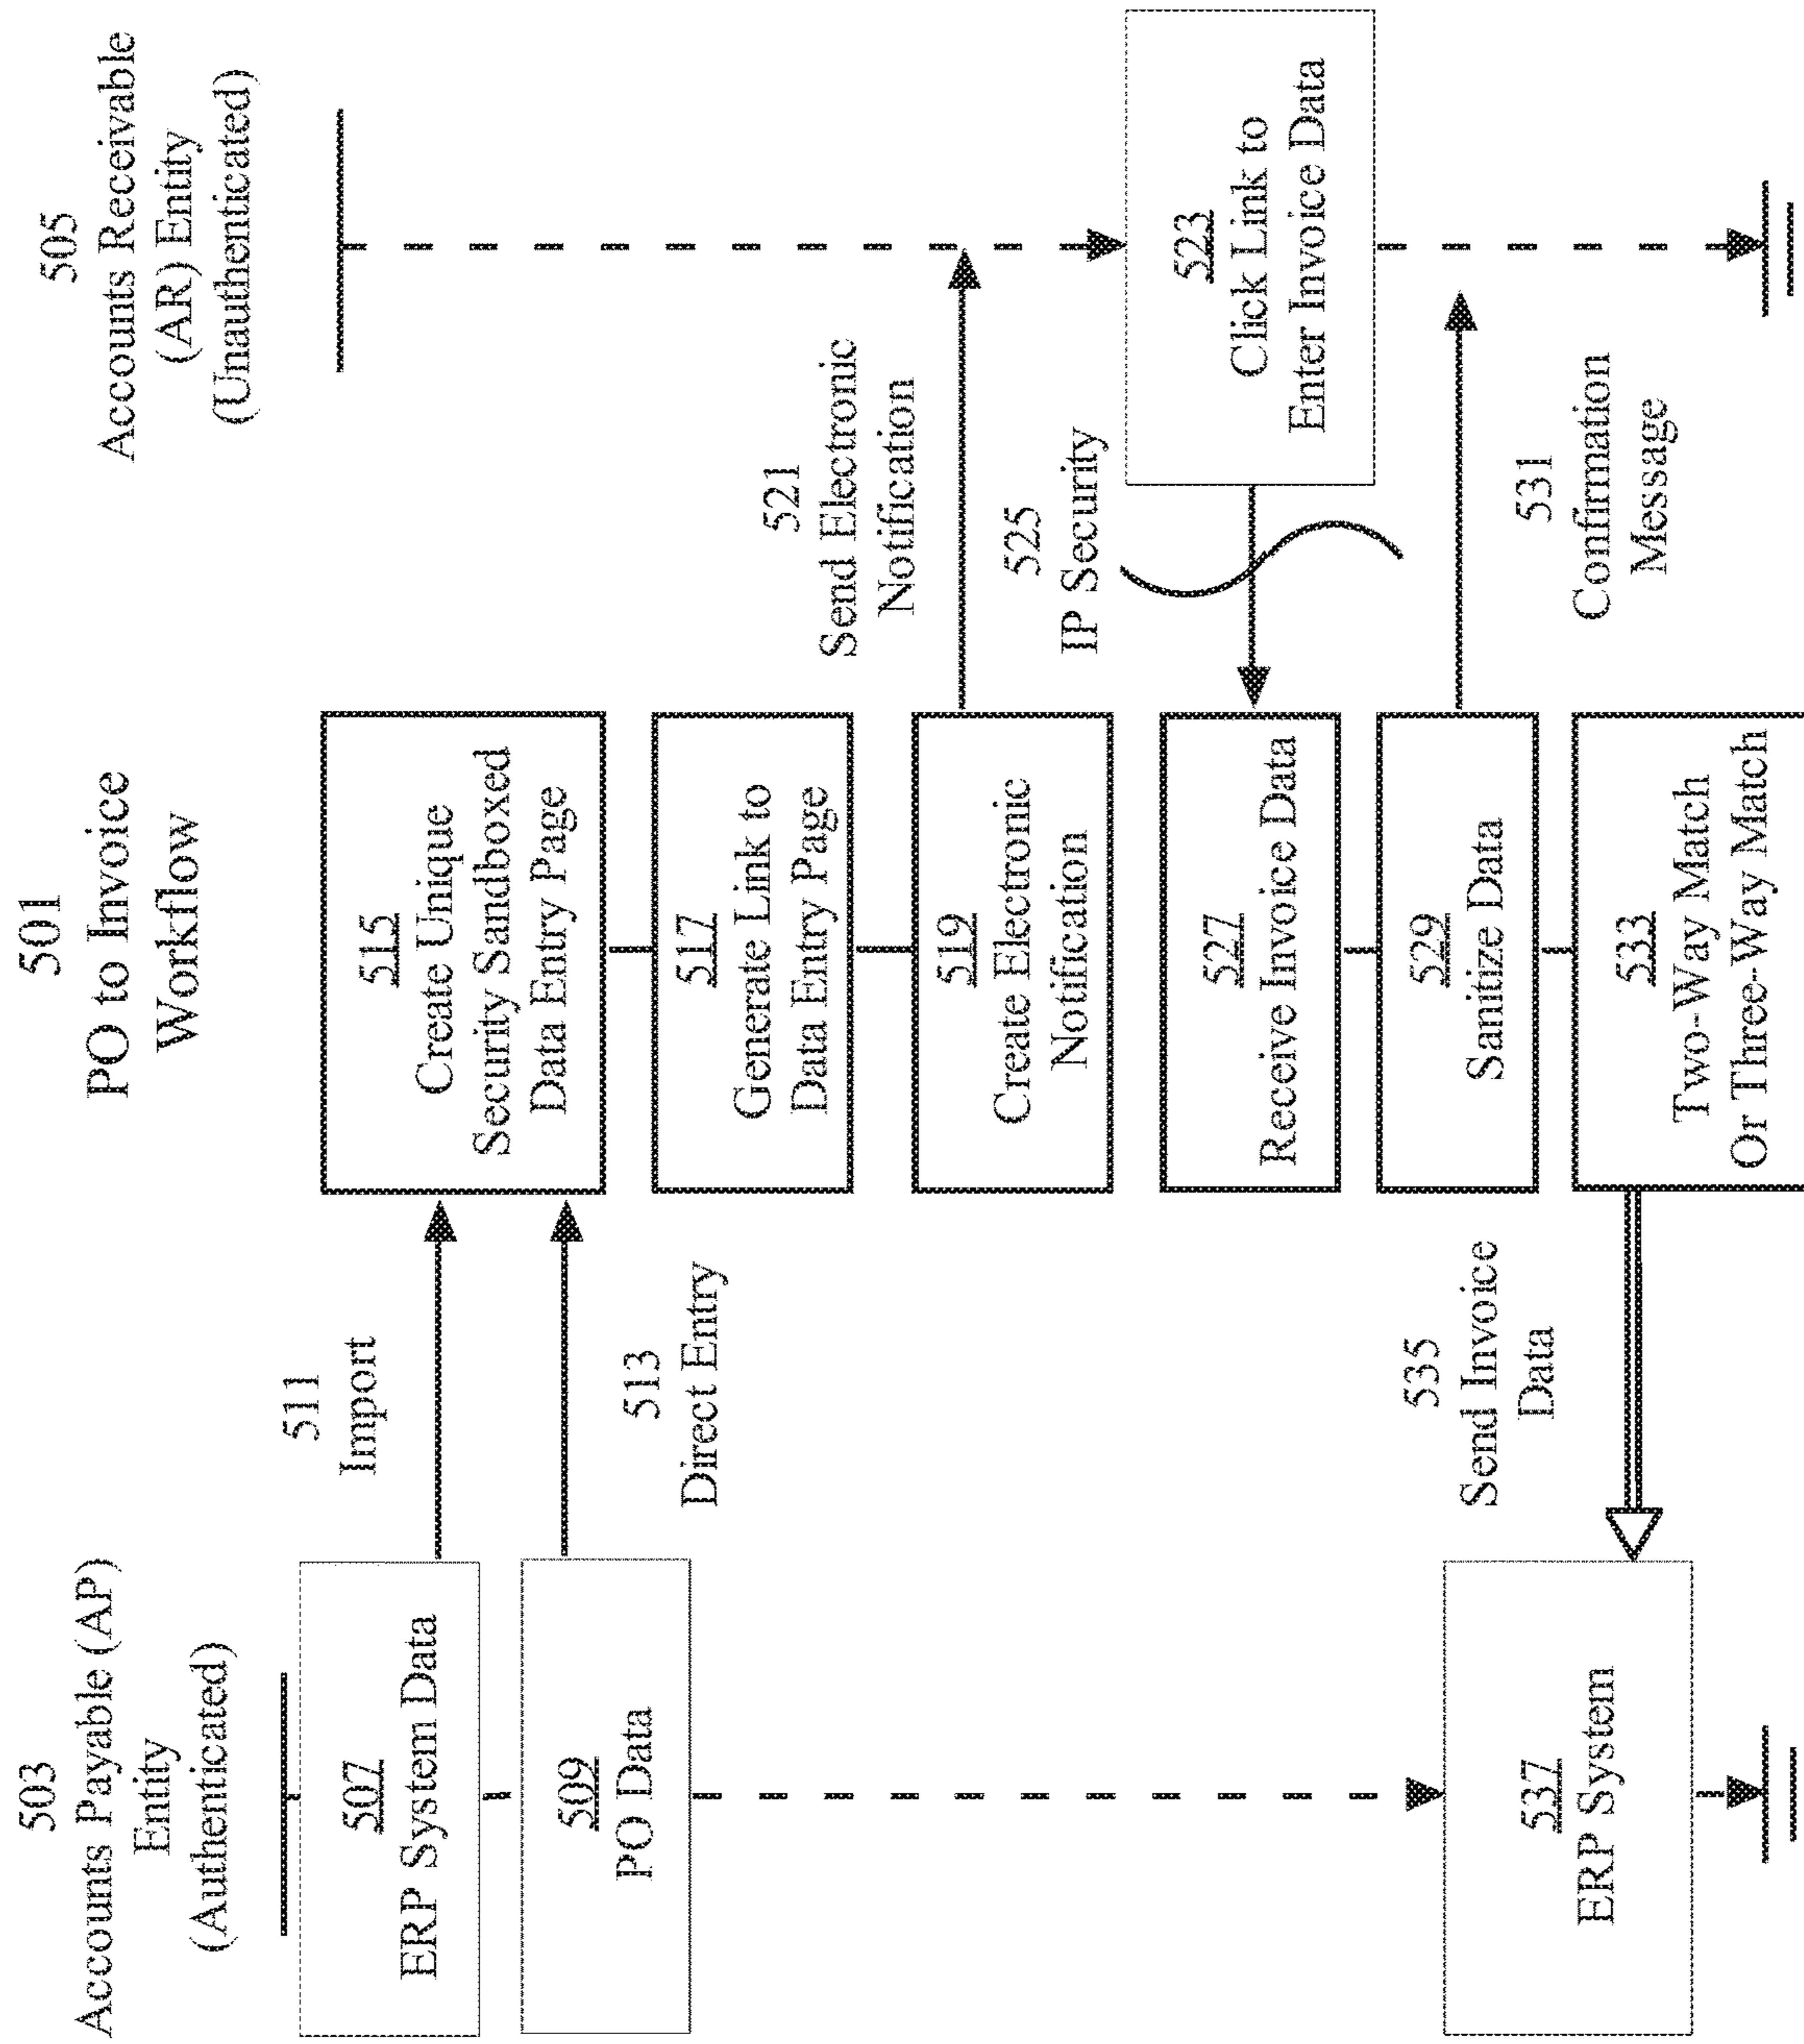 503
Accounts Payable (AP)
Entity
(Authenticated)
501
PO to Invoice
Workflow
505
Accounts Receivable
(AR) Entity
(Unauthenticated)
507
ERP System Data
511
Import
515
Create Unique
Security Sandboxed
Data Entry Page
509
PO Data
513
Direct Entry
517
Generate Link to
Data Entry Page
521
Send Electronic
Notification
519
Create Electronic
Notification
525
IP Security
523
Click Link to
Enter Invoice Data
527
Receive Invoice Data
529
Sanitize Data
531
Confirmation
Message
535
Send Invoice
Data
533
Two-Way Match
Or Three-Way Match
537
ERP System